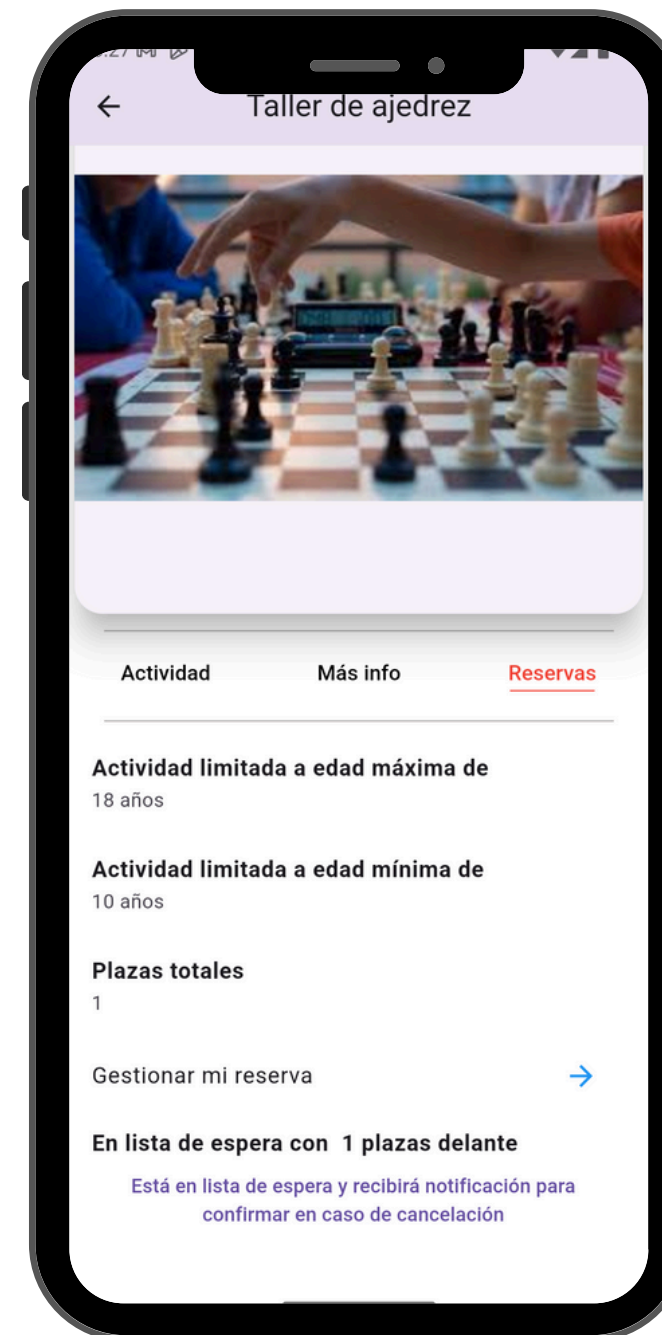 Taller de ajedrez
Actividad Más info Reservas
Actividad limitada a edad máxima de
18 años
Actividad limitada a edad mínima de
10 años
Plazas totales
1
Gestionar mi reserva
En lista de espera con 1 plazas delante
Está en lista de espera y recibirá notificación para
confirmar en caso de cancelación